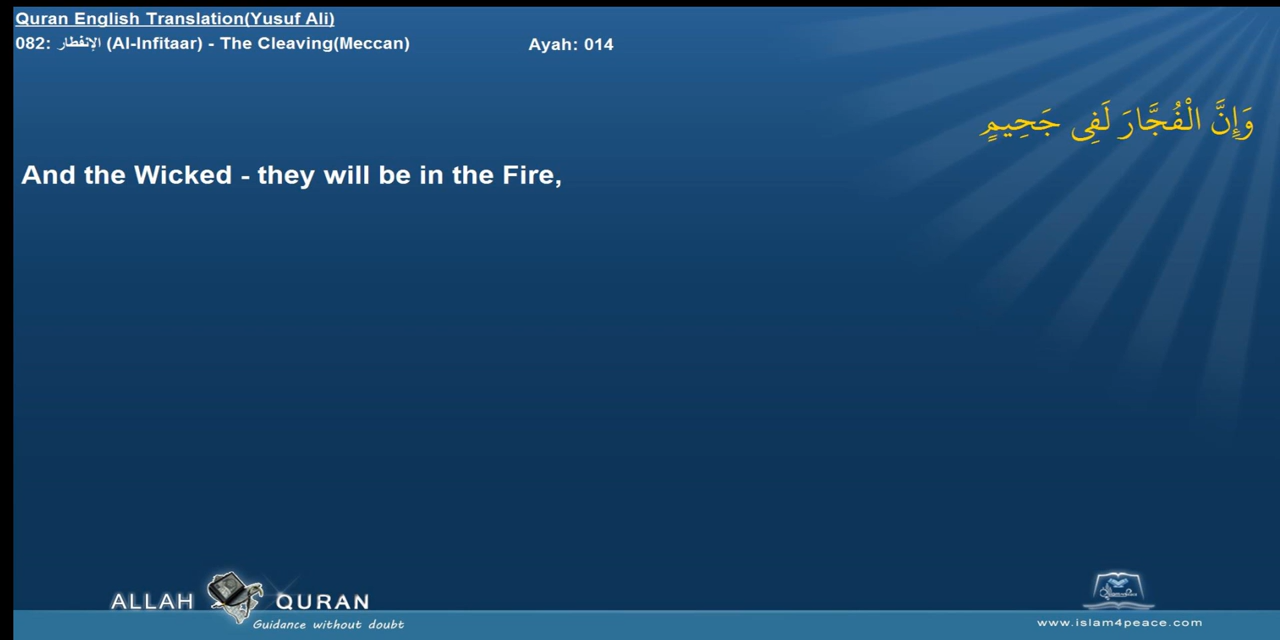 Quran English Translation(Yusuf Ali)
082: الإنفطار (Al-Infitaar) - The Cleaving(Meccan) Ayah: 014
وَإِنَّ الْفُجَّارَ لَفِى جَحِيمٍ
And the Wicked - they will be in the Fire,
ALLAH QURAN
Guidance without doubt
www.islam4peace.com